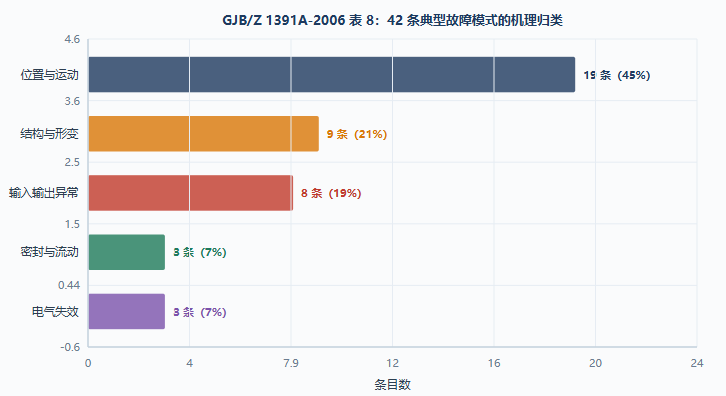 GJB/Z 1391A-2006 表 8：42 条典型故障模式的机理归类
4.6
位置与运动
19 条（45%）
3.6
结构与形变
9 条（21%）
2.5
输入输出异常
8 条（19%）
1.5
密封与流动
3 条（7%）
0.44
电气失效
3 条（7%）
-0.6
0 4 7.9 12 16 20 24
条目数